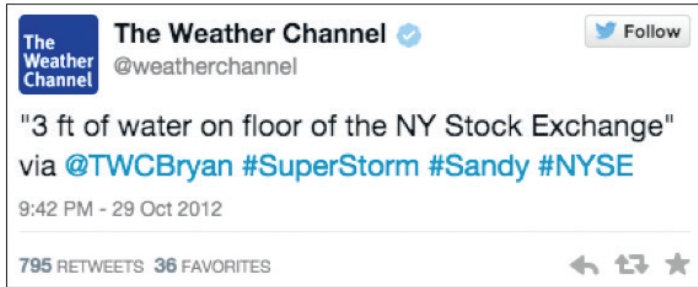 The
Weather
Channel
The Weather Channel
Follow
@weatherchannel
"3 ft of water on floor of the NY Stock Exchange"
via @TWCBryan #SuperStorm #Sandy #NYSE
9:42 PM - 29 Oct 2012
795 RETWEETS 36 FAVORITES